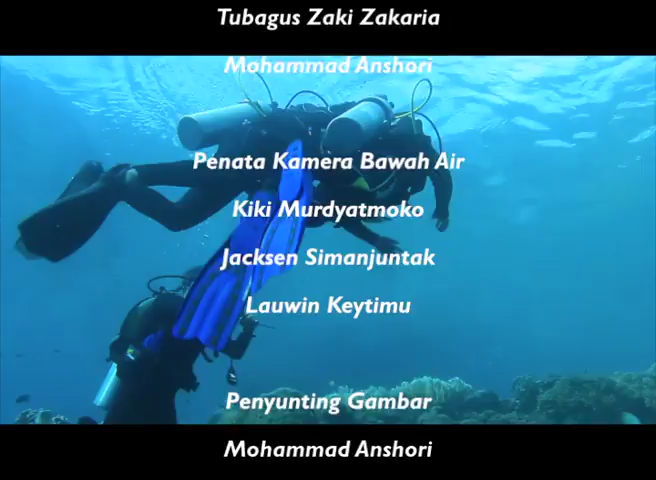 Tubagus Zaki Zakaria
Mohammad Anshori
Penata Kamera Bawah Air
Kiki Murdyatmoko
Jacksen Simanjuntak
Lauwin Keytimu
Penyunting Gambar
Mohammad Anshori